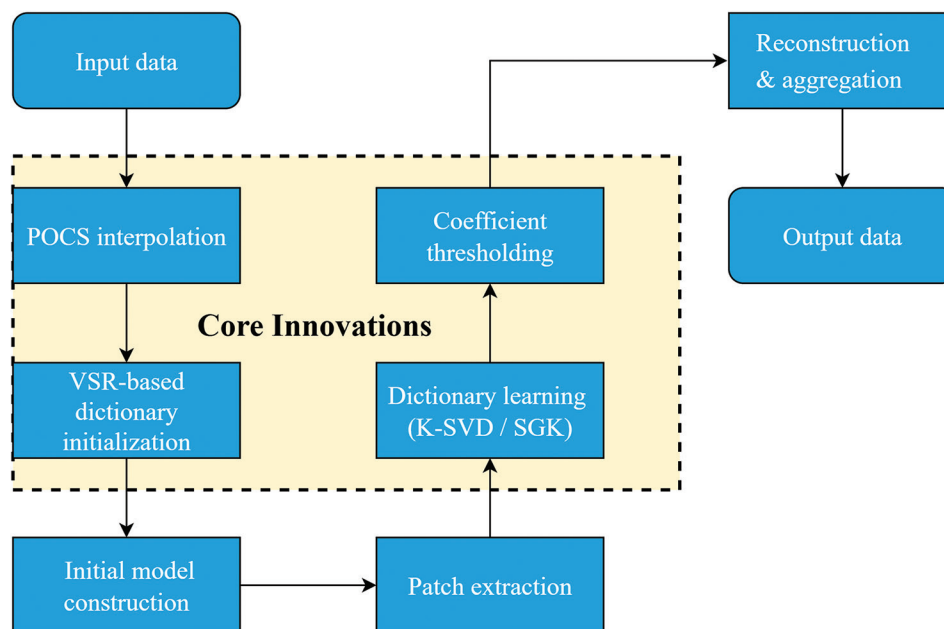 Input data
POCS interpolation
Core Innovations
VSR-based
dictionary
initialization
Initial model
construction
Patch extraction
Dictionary learning
(K-SVD / SGK)
Coefficient
thresholding
Reconstruction
& aggregation
Output data